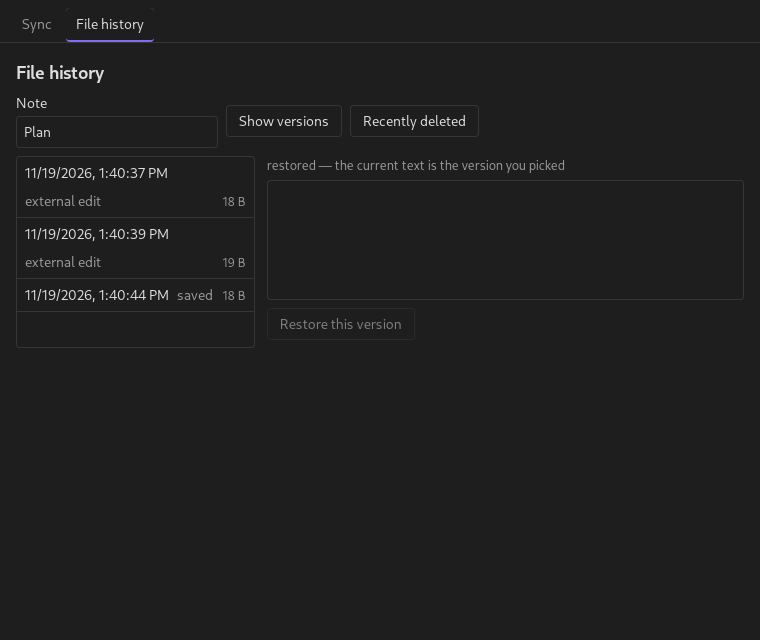 Sync File history
File history
Note
Plan Show versions Recently deleted
11/19/2026, 1:40:37 PM
external edit 18 B
11/19/2026, 1:40:39 PM
external edit 19 B
11/19/2026, 1:40:44 PM saved 18 B
restored — the current text is the version you picked
Restore this version